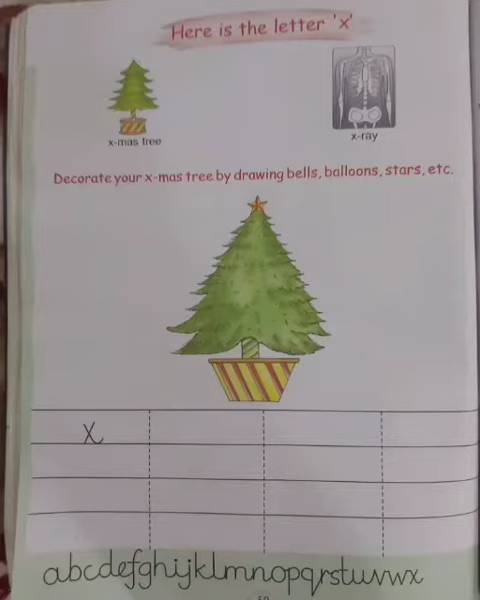 Here is the letter 'x'
x-mas tree
x-ray
Decorate your x-mas tree by drawing bells, balloons, stars, etc.
x
abcdefghijklmnopqrstuvwx